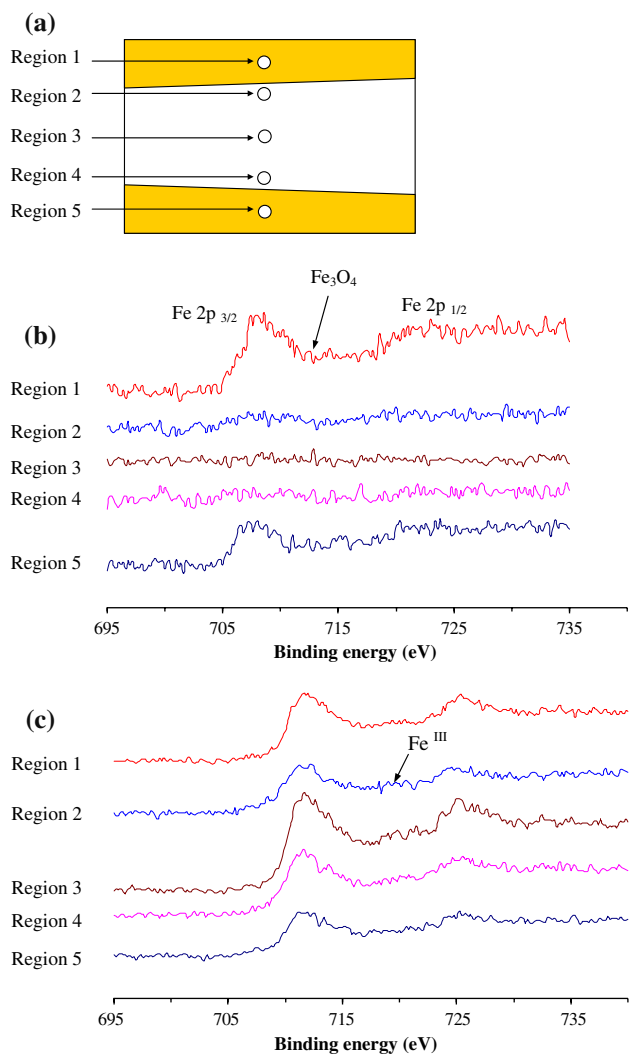 (a)
Region 1
Region 2
Region 3
Region 4
Region 5
(b)
Fe 2p 3/2
Fe3O4
Fe 2p 1/2
Region 1
Region 2
Region 3
Region 4
Region 5
695 705 715 725 735
Binding energy (eV)
(c)
Fe III
Region 1
Region 2
Region 3
Region 4
Region 5
695 705 715 725 735
Binding energy (eV)